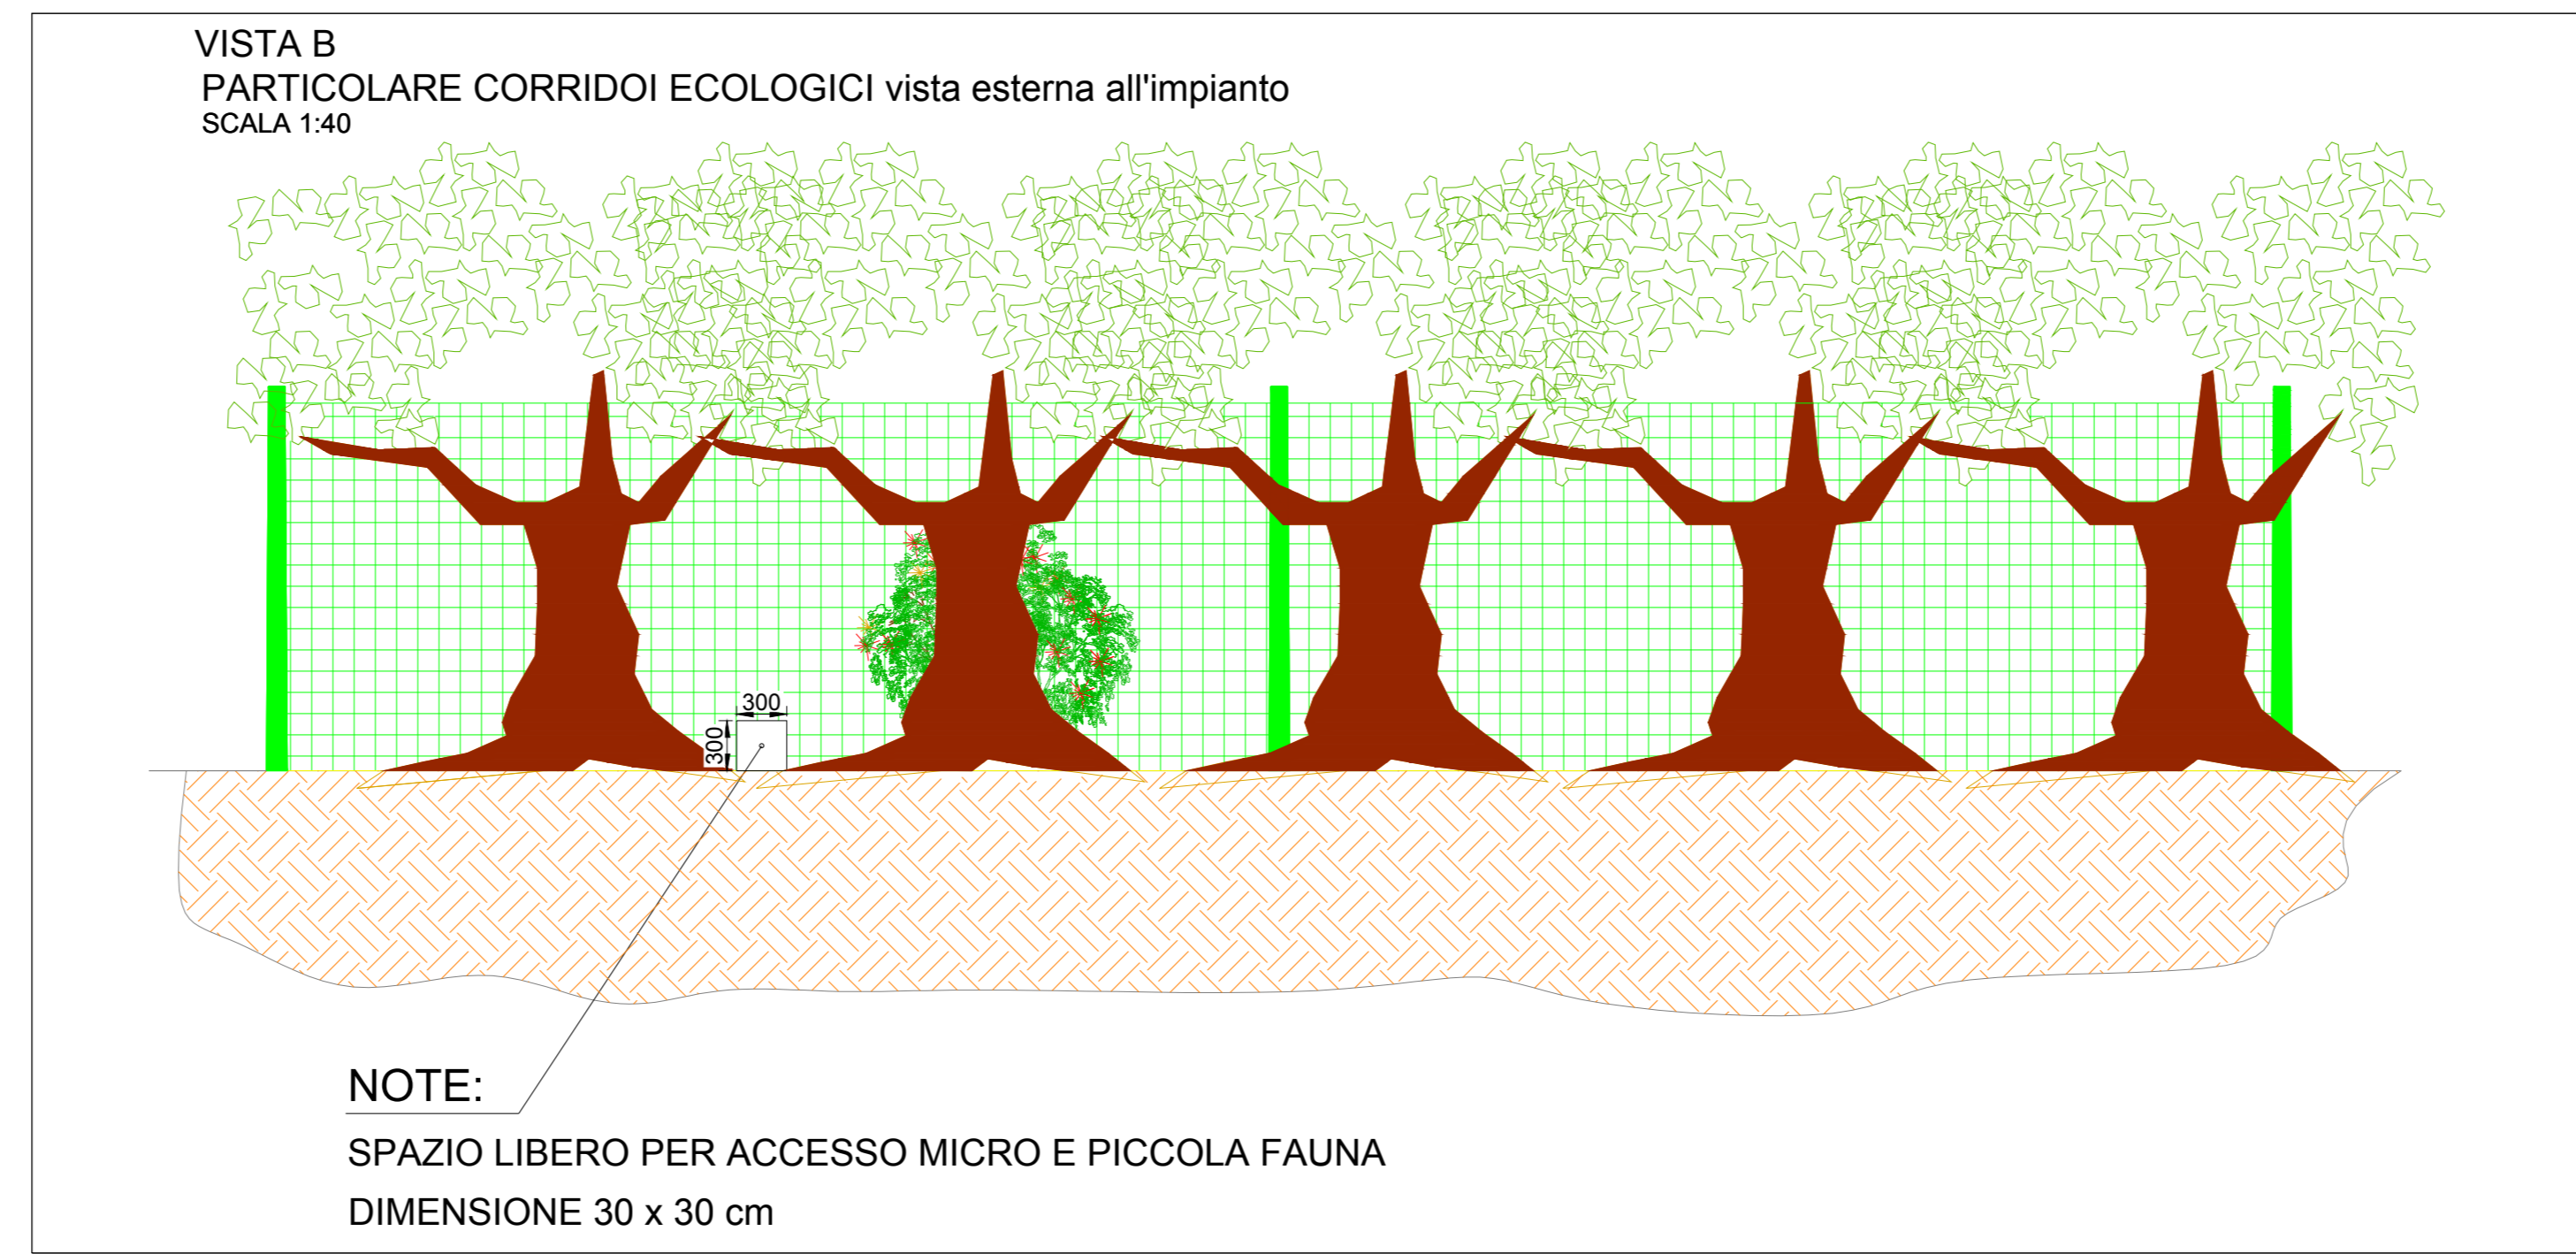 VISTA B
PARTICOLARE CORRIDOI ECOLOGICI vista esterna all'impianto
SCALA 1:40
300
300
NOTE:
SPAZIO LIBERO PER ACCESSO MICRO E PICCOLA FAUNA
DIMENSIONE 30 x 30 cm